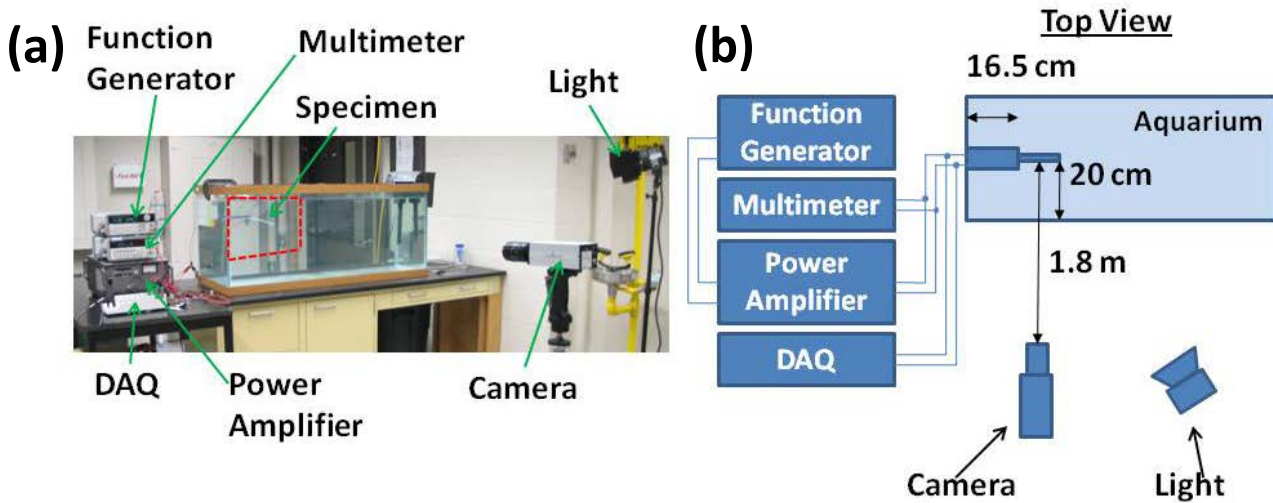 (a)
Function
Generator
Multimeter
Specimen
Light
DAQ
Power
Amplifier
Camera
(b)
Top View
16.5 cm
Function
Generator
Multimeter
Power
Amplifier
DAQ
Aquarium
20 cm
1.8 m
Camera
Light